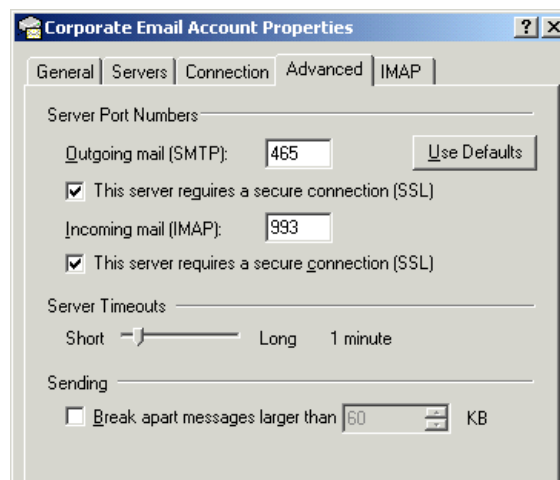 Corporate Email Account Properties
General Servers Connection Advanced IMAP
Server Port Numbers
Outgoing mail (SMTP): 465 Use Defaults
This server requires a secure connection (SSL)
Incoming mail (IMAP): 993
This server requires a secure connection (SSL)
Server Timeouts
Short Long 1 minute
Sending
Break apart messages larger than 60 KB